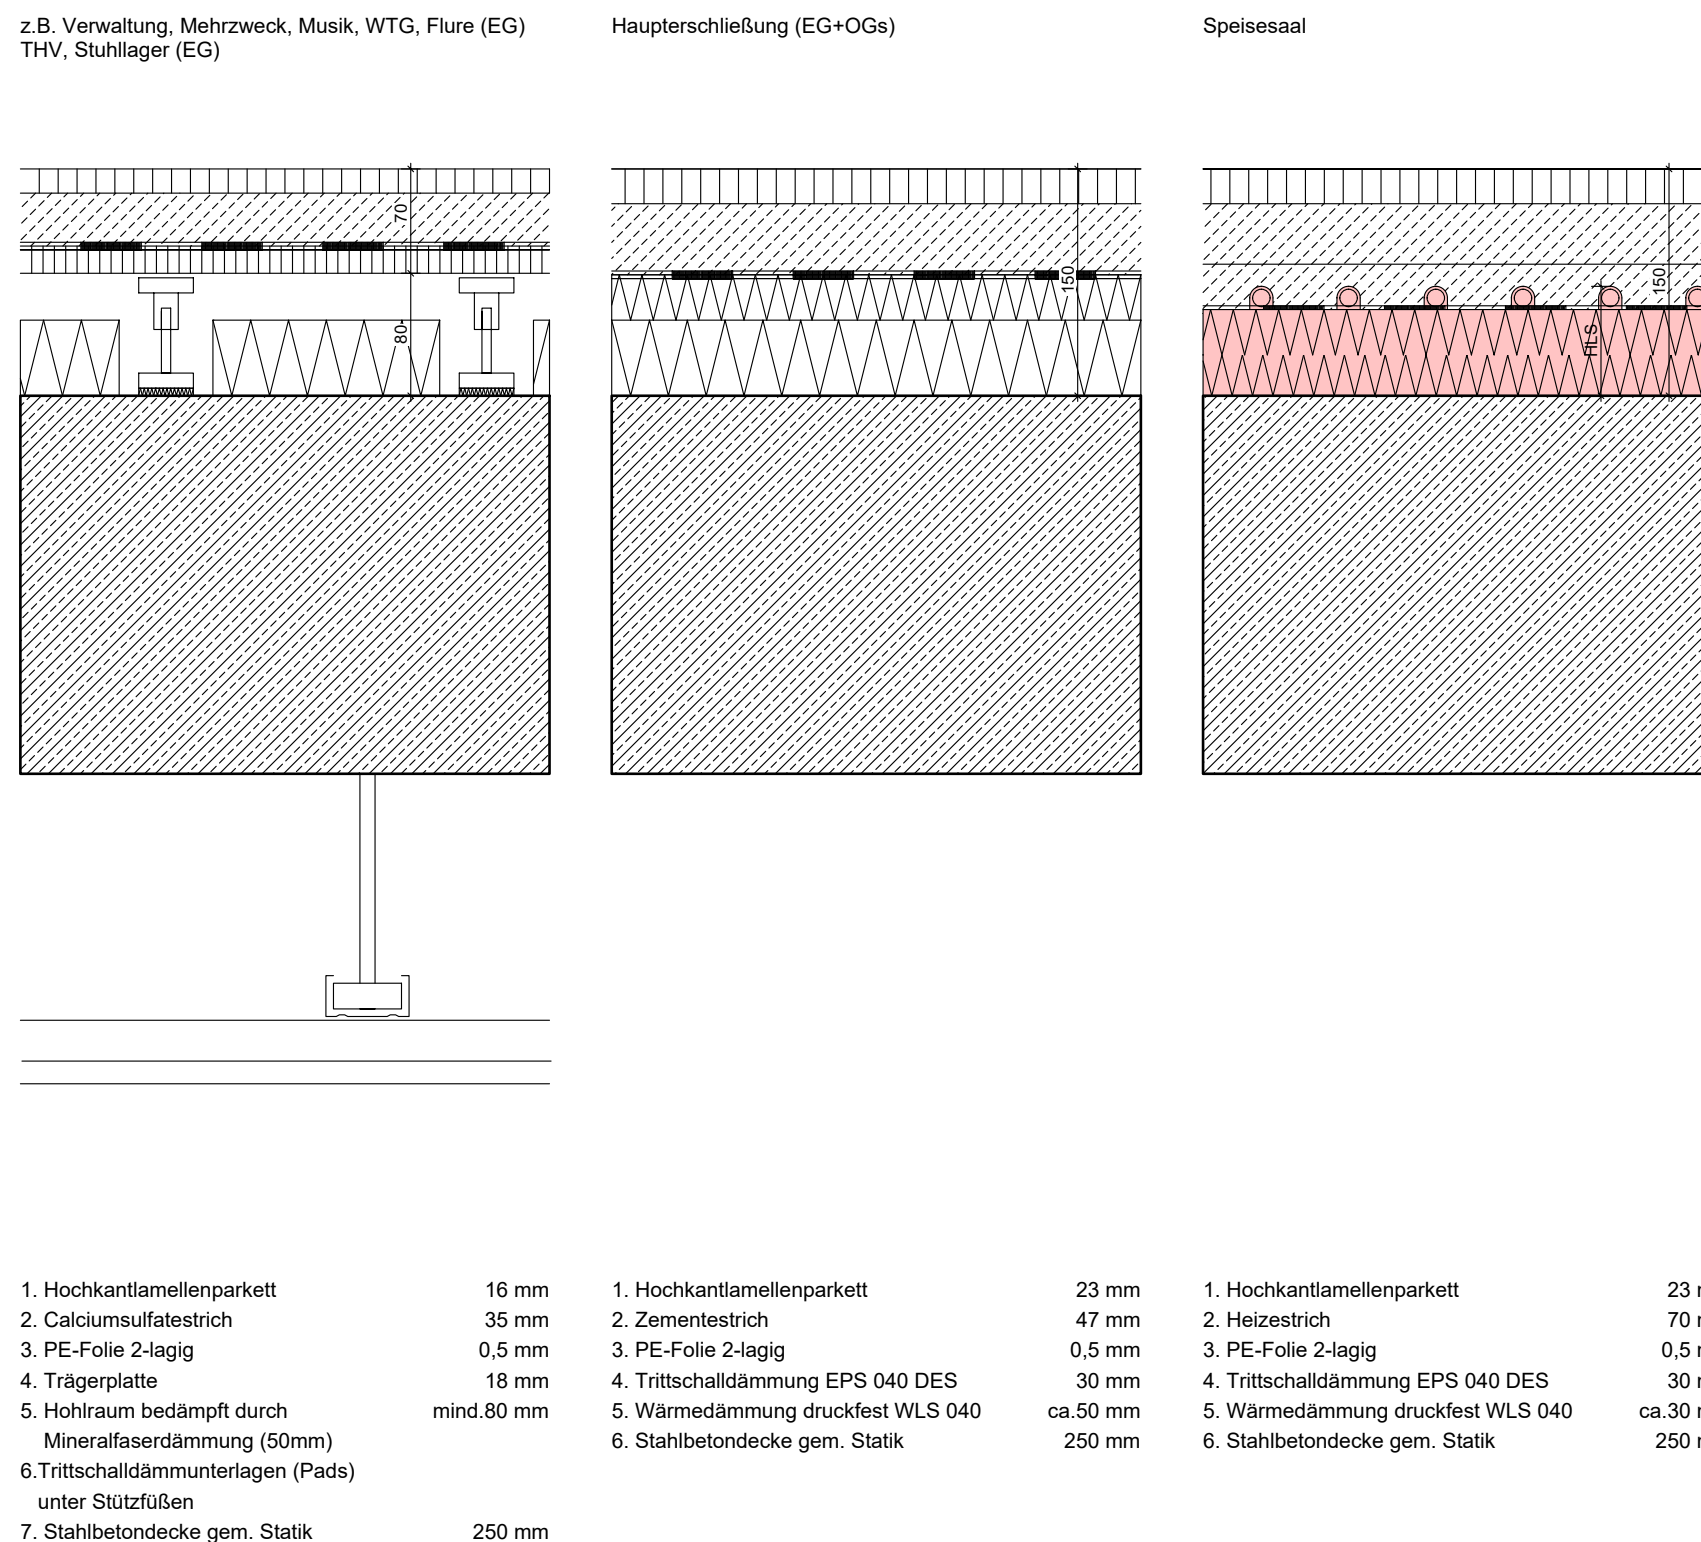 z.B. Verwaltung, Mehrzweck, Musik, WTG, Flure (EG)
THV, Stuhllager (EG)
Haupterschließung (EG+OGs)
Speisesaal
70
80
150
150
HLS
1. Hochkantlamellenparkett 16 mm
2. Calciumsulfatestrich 35 mm
3. PE-Folie 2-lagig 0,5 mm
4. Trägerplatte 18 mm
5. Hohlraum bedämpft durch mind.80 mm
Mineralfaserdämmung (50mm)
6.Trittschalldämmunterlagen (Pads)
unter Stützfüßen
7. Stahlbetondecke gem. Statik 250 mm
1. Hochkantlamellenparkett 23 mm
2. Zementestrich 47 mm
3. PE-Folie 2-lagig 0,5 mm
4. Trittschalldämmung EPS 040 DES 30 mm
5. Wärmedämmung druckfest WLS 040 ca.50 mm
6. Stahlbetondecke gem. Statik 250 mm
1. Hochkantlamellenparkett 23
2. Heizestrich 70
3. PE-Folie 2-lagig 0,5
4. Trittschalldämmung EPS 040 DES 30
5. Wärmedämmung druckfest WLS 040 ca.30
6. Stahlbetondecke gem. Statik 250